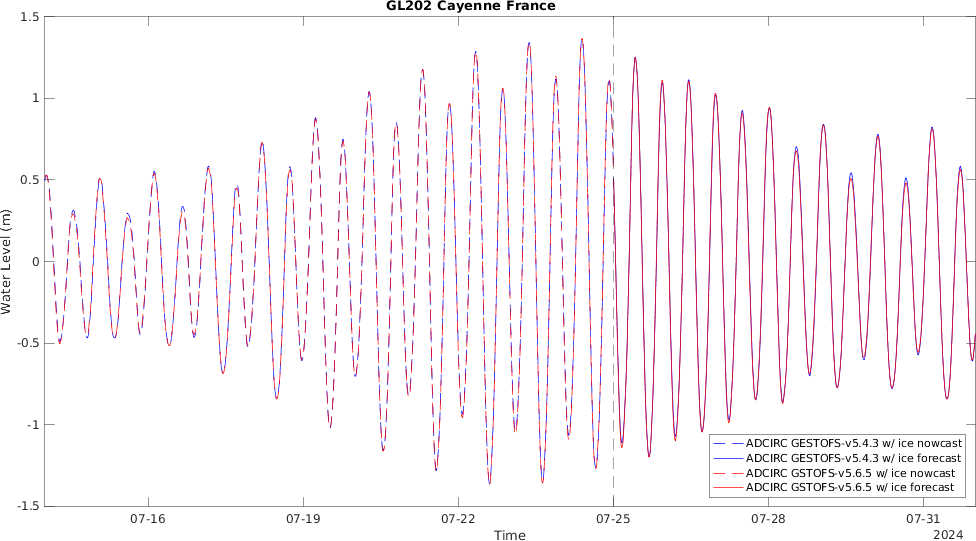 GL202 Cayenne France
1.5
1
0.5
0
-0.5
-1
-1.5
Water Level (m)
ADCIRC GESTOFS-v5.4.3 w/ ice nowcast
ADCIRC GESTOFS-v5.4.3 w/ ice forecast
ADCIRC GSTOFS-v5.6.5 w/ ice nowcast
ADCIRC GSTOFS-v5.6.5 w/ ice forecast
07-16 07-19 07-22 07-25 07-28 07-31
Time
2024